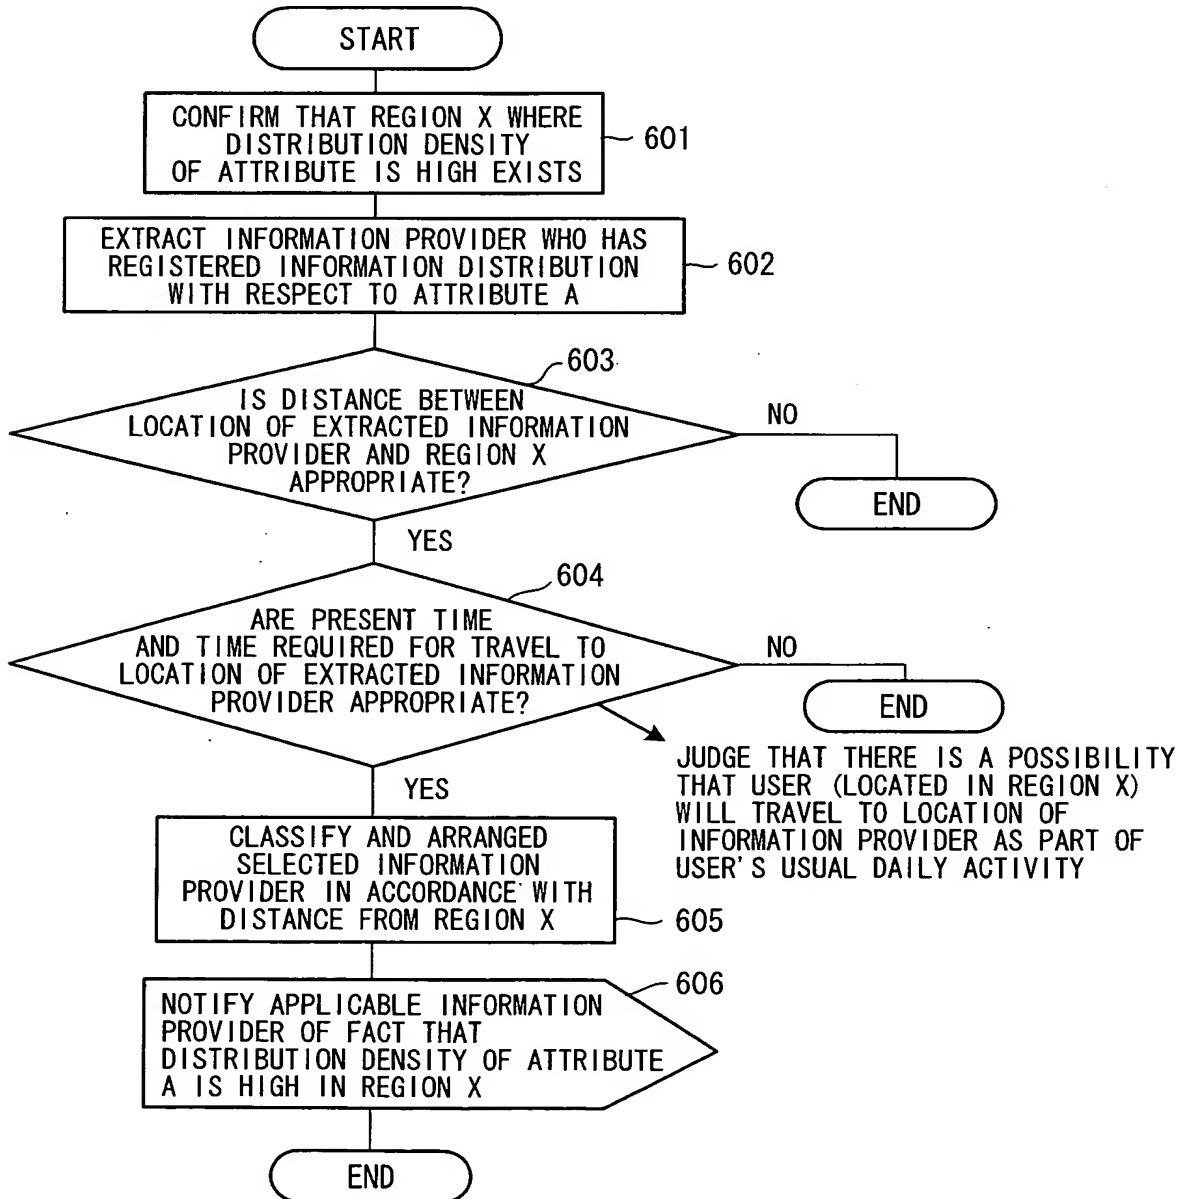 START
CONFIRM THAT REGION X WHERE
DISTRIBUTION DENSITY
OF ATTRIBUTE IS HIGH EXISTS
601
EXTRACT INFORMATION PROVIDER WHO HAS
REGISTERED INFORMATION DISTRIBUTION
WITH RESPECT TO ATTRIBUTE A
602
603
IS DISTANCE BETWEEN
LOCATION OF EXTRACTED INFORMATION
PROVIDER AND REGION X
APPROPRIATE?
NO
END
YES
604
ARE PRESENT TIME
AND TIME REQUIRED FOR TRAVEL TO
LOCATION OF EXTRACTED INFORMATION
PROVIDER APPROPRIATE?
NO
END
JUDGE THAT THERE IS A POSSIBILITY
THAT USER (LOCATED IN REGION X)
WILL TRAVEL TO LOCATION OF
INFORMATION PROVIDER AS PART OF
USER'S USUAL DAILY ACTIVITY
YES
CLASSIFY AND ARRANGED
SELECTED INFORMATION
PROVIDER IN ACCORDANCE WITH
DISTANCE FROM REGION X
605
606
NOTIFY APPLICABLE INFORMATION
PROVIDER OF FACT THAT
DISTRIBUTION DENSITY OF ATTRIBUTE
A IS HIGH IN REGION X
END